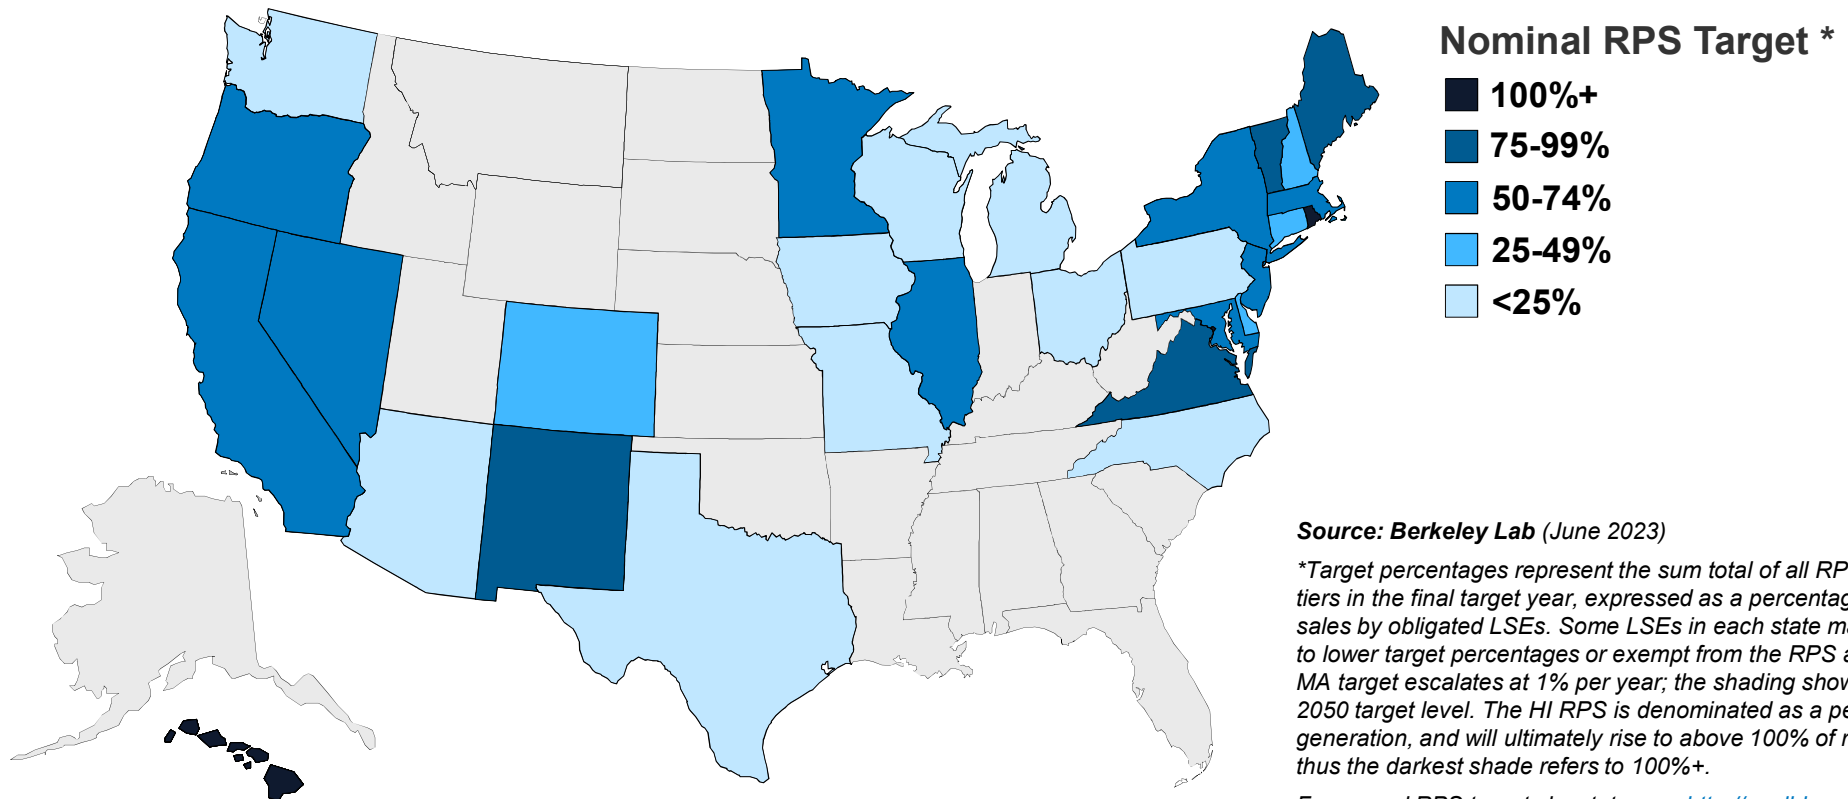 Nominal RPS Target *
100%+
75-99%
50-74%
25-49%
<25%
Source: Berkeley Lab (June 2023)
*Target percentages represent the sum total of all RP
tiers in the final target year, expressed as a percentag
sales by obligated LSEs. Some LSEs in each state m
to lower target percentages or exempt from the RPS a
MA target escalates at 1% per year; the shading show
2050 target level. The HI RPS is denominated as a pe
generation, and will ultimately rise to above 100% of r
thus the darkest shade refers to 100%+.